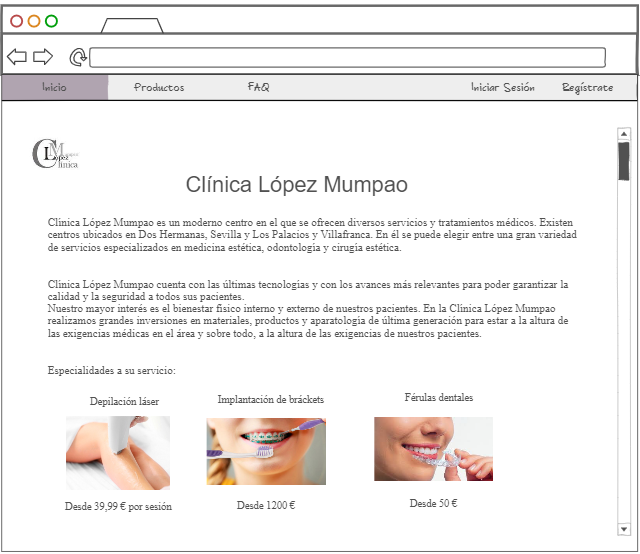 Inicio
Productos
FAQ
Iniciar Sesión
Regístrate
CLM
López
Clínica
Clínica López Mumpao
Clínica López Mumpao es un moderno centro en el que se ofrecen diversos servicios y tratamientos médicos. Existen
centros ubicados en Dos Hermanas, Sevilla y Los Palacios y Villafranca. En él se puede elegir entre una gran variedad
de servicios especializados en medicina estética, odontología y cirugía estética.
Clínica López Mumpao cuenta con las últimas tecnologías y con los avances más relevantes para poder garantizar la
calidad y la seguridad a todos sus pacientes.
Nuestro mayor interés es el bienestar físico interno y externo de nuestros pacientes. En la Clínica López Mumpao
realizamos grandes inversiones en materiales, productos y aparatología de última generación para estar a la altura de
las exigencias médicas en el área y sobre todo, a la altura de las exigencias de nuestros pacientes.
Especialidades a su servicio:
Depilación láser
Implantación de bráckets
Férulas dentales
Desde 39,99 € por sesión
Desde 1200 €
Desde 50 €